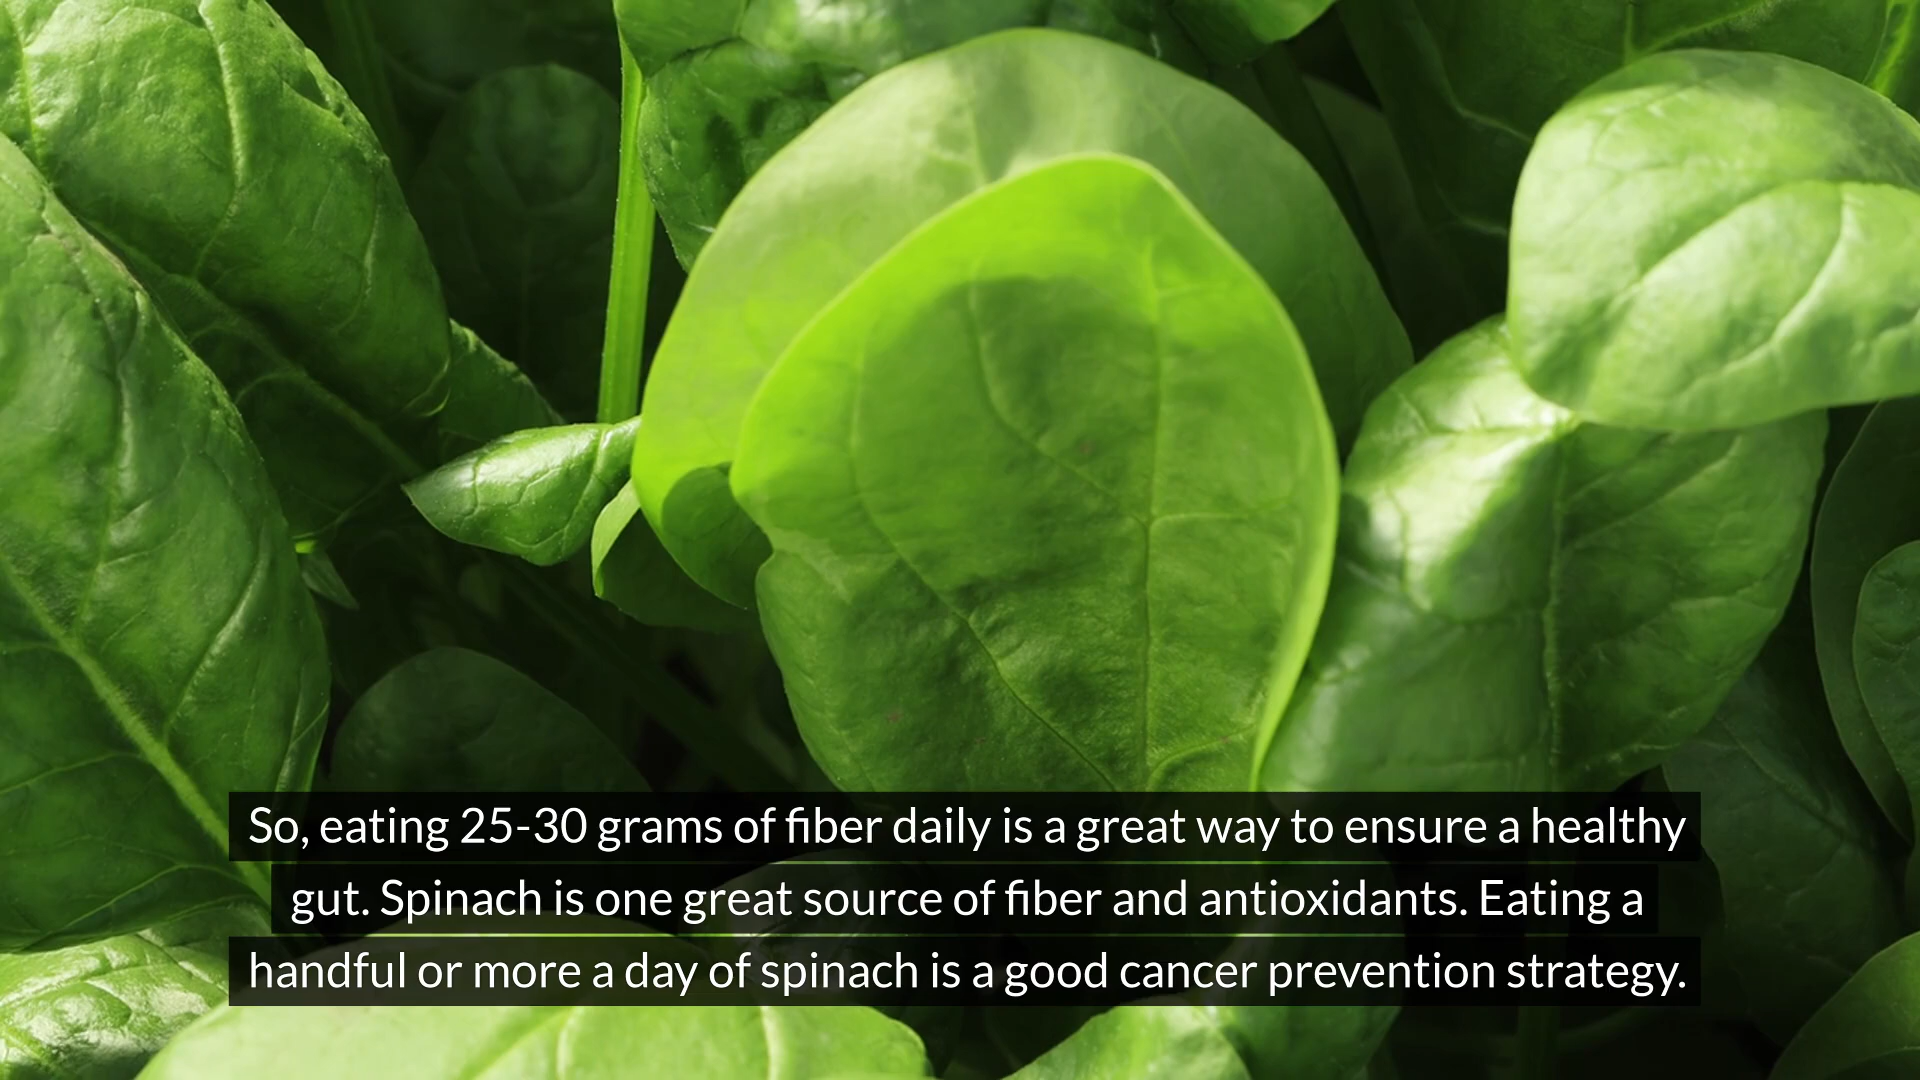 So, eating 25-30 grams of fiber daily is a great way to ensure a healthy
gut. Spinach is one great source of fiber and antioxidants. Eating a
handful or more a day of spinach is a good cancer prevention strategy.